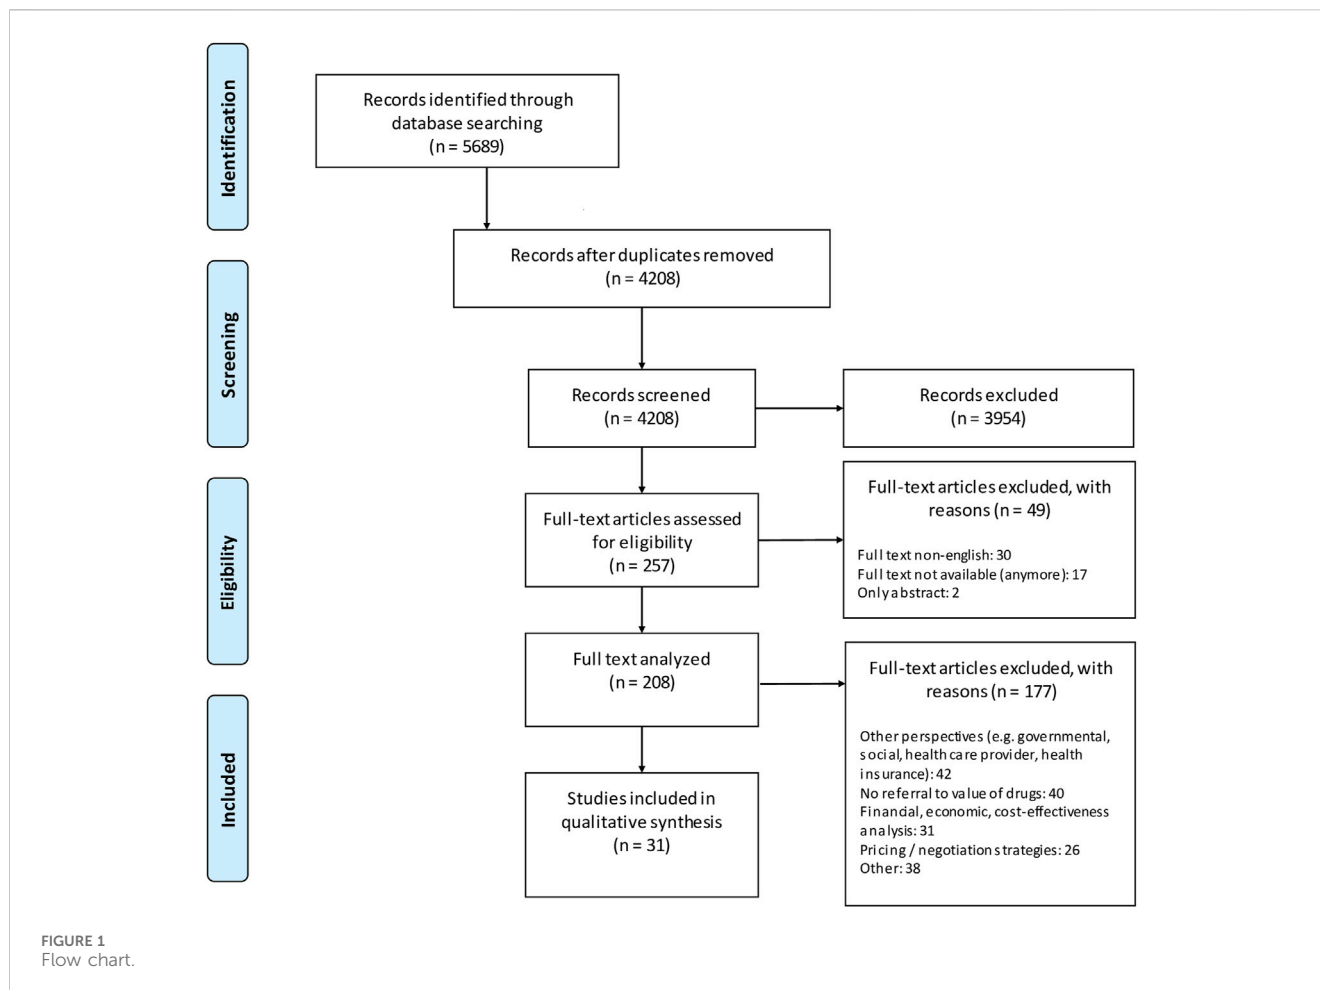 Identification
Records identified through
database searching
(n = 5689)
Records after duplicates removed
(n = 4208)
Screening
Records screened
(n = 4208)
Records excluded
(n = 3954)
Eligibility
Full-text articles assessed
for eligibility
(n = 257)
Full-text articles excluded, with
reasons (n = 49)
Full text non-english: 30
Full text not available (anymore): 17
Only abstract: 2
Full text analyzed
(n = 208)
Full-text articles excluded, with
reasons (n = 177)
Other perspectives (e.g. governmental,
social, healthcare provider, health
insurance): 42
No referral to value of drugs: 40
Financial, economic, cost-effectiveness
analysis: 31
Pricing / negotiation strategies: 26
Other: 38
Included
Studies included in
qualitative synthesis
(n = 31)
FIGURE 1
Flow chart.